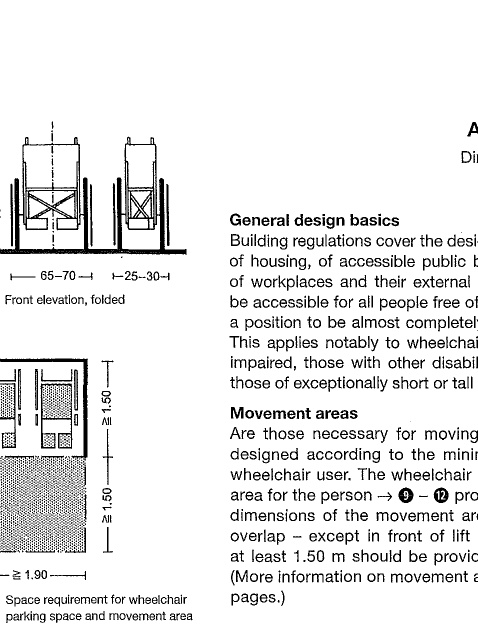 A
Di
65-70
25-30
Front elevation, folded
≧ 1.50
≧ 1.50
≧ 1.90
Space requirement for wheelchair
parking space and movement area
General design basics
Building regulations cover the desi
of housing, of accessible public b
of workplaces and their external
be accessible for all people free of
a position to be almost completely
This applies notably to wheelchai
impaired, those with other disabil
those of exceptionally short or tall
Movement areas
Are those necessary for moving
designed according to the mini
wheelchair user. The wheelchair
area for the person → ❾ – ⓬ pro
dimensions of the movement are
overlap – except in front of lift
at least 1.50 m should be provid
(More information on movement a
pages.)